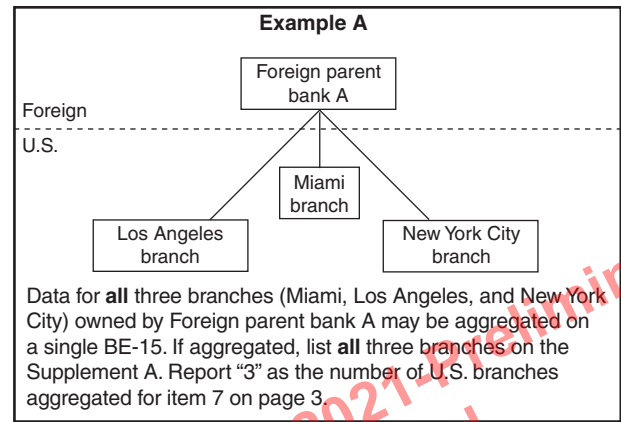 Example A
Foreign parent
bank A
Foreign
U.S.
Miami
branch
Los Angeles
branch
New York City
branch
Data for all three branches (Miami, Los Angeles, and New York
City) owned by Foreign parent bank A may be aggregated on
a single BE-15. If aggregated, list all three branches on the
Supplement A. Report “3” as the number of U.S. branches
aggregated for item 7 on page 3.